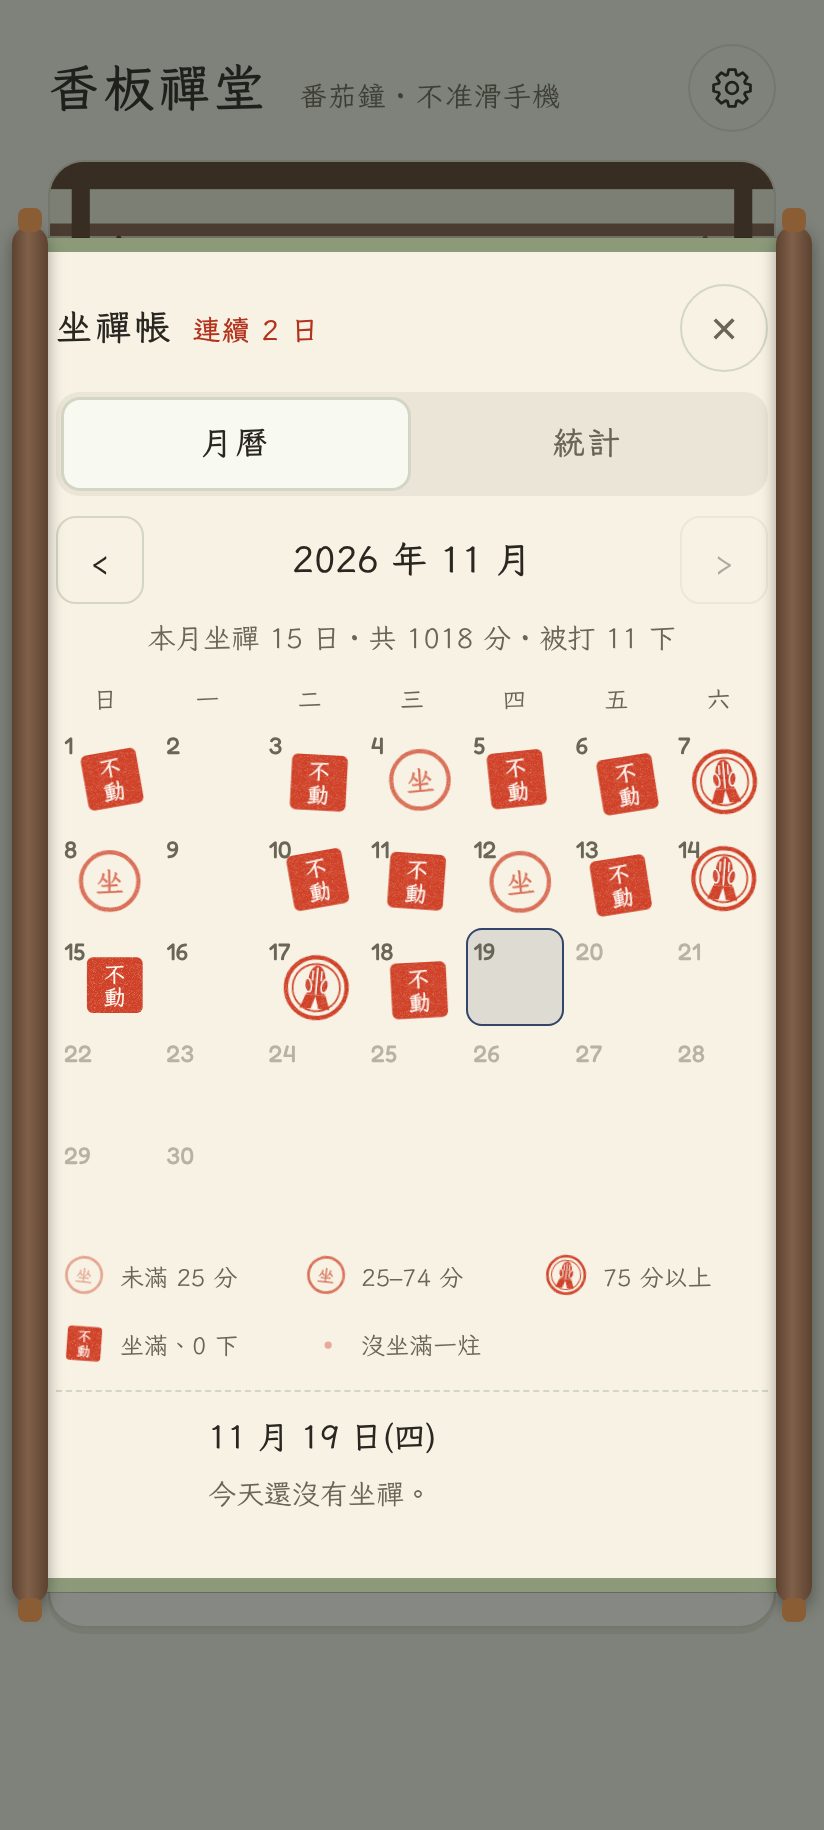 香板禪堂 番茄鐘・不准滑手機
坐禪帳 連續 2 日 ✕
月曆 統計
< 2026 年 11 月 >
本月坐禪 15 日・共 1018 分・被打 11 下
日 一 二 三 四 五 六
1 不動 2 3 不動 4 坐 5 不動 6 不動 7
8 坐 9 10 不動 11 不動 12 坐 13 不動 14
15 不動 16 17 18 不動 19 20 21
22 23 24 25 26 27 28
29 30
坐 未滿 25 分 坐 25–74 分 75 分以上
不動 坐滿、0 下 沒坐滿一炷
11 月 19 日(四)
今天還沒有坐禪。